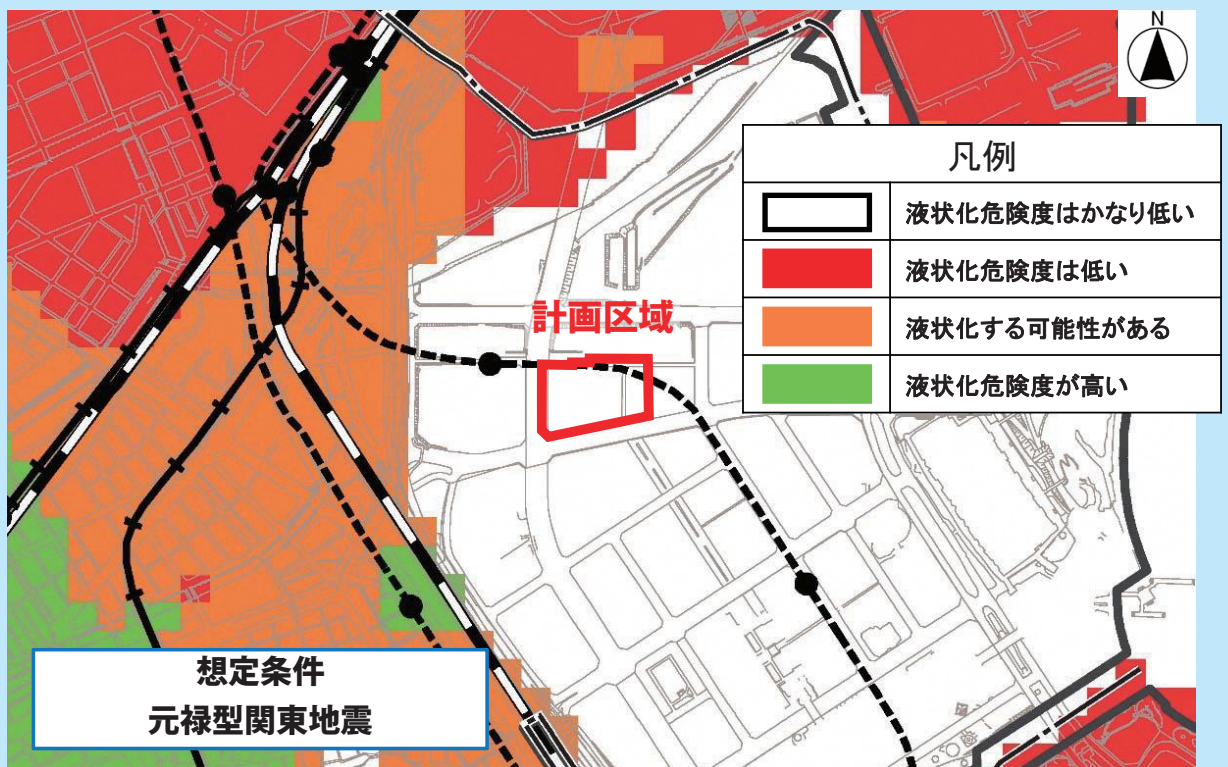 N
凡例
液状化危険度はかなり低い
液状化危険度は低い
液状化する可能性がある
液状化危険度が高い
計画区域
想定条件
元禄型関東地震